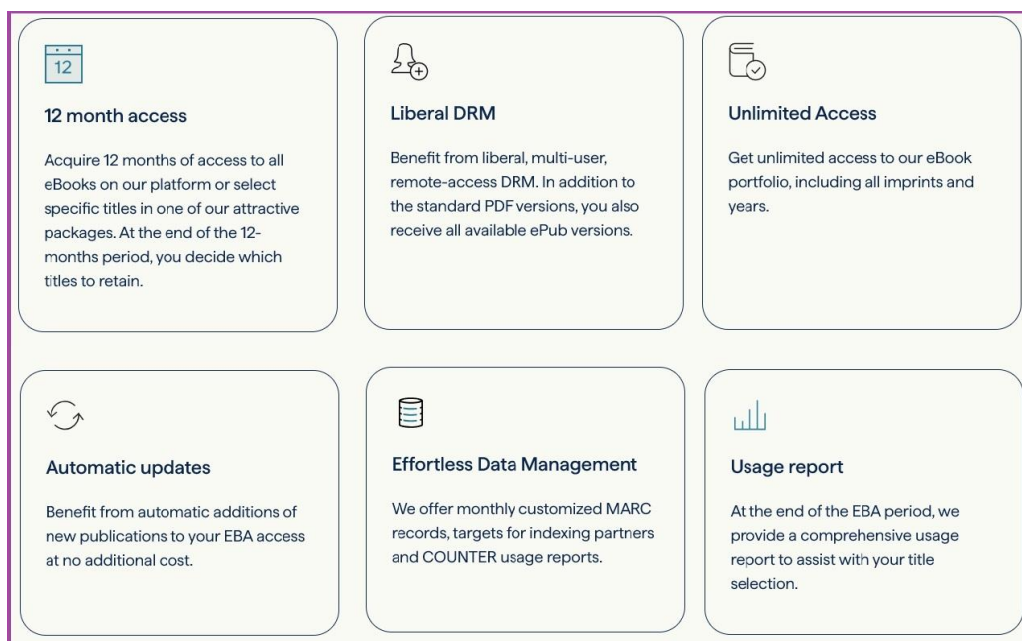 12
12 month access
Acquire 12 months of access to all
eBooks on our platform or select
specific titles in one of our attractive
packages. At the end of the 12-
months period, you decide which
titles to retain.
Liberal DRM
Benefit from liberal, multi-user,
remote-access DRM. In addition to
the standard PDF versions, you also
receive all available ePub versions.
Unlimited Access
Get unlimited access to our eBook
portfolio, including all imprints and
years.
Automatic updates
Benefit from automatic additions of
new publications to your EBA access
at no additional cost.
Effortless Data Management
We offer monthly customized MARC
records, targets for indexing partners
and COUNTER usage reports.
Usage report
At the end of the EBA period, we
provide a comprehensive usage
report to assist with your title
selection.